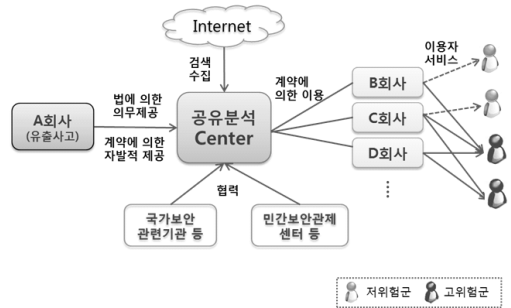 Internet
검색
수집
이용자
서비스
법에 의한
의무제공
계약에
의한 이용
B회사
A회사
(유출사고)
공유분석
Center
C회사
계약에 의한
자발적 제공
D회사
협력
국가보안
관련기관 등
민간보안관제
센터 등
저위험군
고위험군